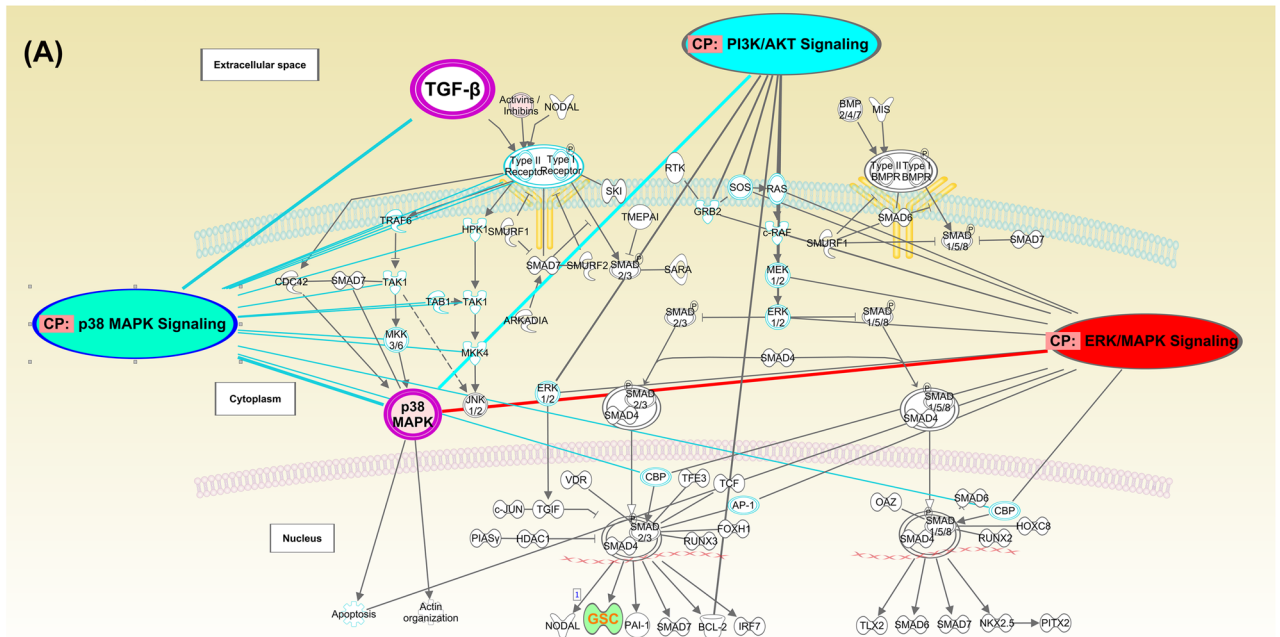 (A)
Extracellular space
CP: PI3K/AKT Signaling
TGF-β
Activins /
Inhibins
NODAL
BMP
2/4/7
MIS
P
Type II
Receptor
Type I
Receptor
P
Type II
BMPR
Type I
BMPR
RTK
SKI
SOS
RAS
GRB2
TRAF6
HPK1
SMURF1
TMEPAI
c-RAF
SMAD6
SMURF1
P
SMAD
1/5/8
SMAD7
CDC42
SMAD7
TAK1
SMAD7
SMURF2
P
SMAD
2/3
SARA
MEK
1/2
TAB1
TAK1
ARKADIA
P
SMAD
2/3
ERK
1/2
P
SMAD
1/5/8
CP: p38 MAPK Signaling
MKK
3/6
MKK4
SMAD4
CP: ERK/MAPK Signaling
Cytoplasm
p38
MAPK
JNK
1/2
ERK
1/2
P
SMAD
2/3
SMAD4
P
SMAD
1/5/8
SMAD4
VDR
CBP
TFE3
TCF
AP-1
c-JUN
TGIF
OAZ
SMAD6
CBP
Nucleus
PIASγ
HDAC1
P
SMAD
2/3
SMAD4
RUNX3
FOXH1
P
SMAD
1/5/8
SMAD4
RUNX2
HOXC8
Apoptosis
Actin
organization
1
NODAL
GSC
PAI-1
SMAD7
BCL-2
IRF7
TLX2
SMAD6
SMAD7
NKX2.5
PITX2